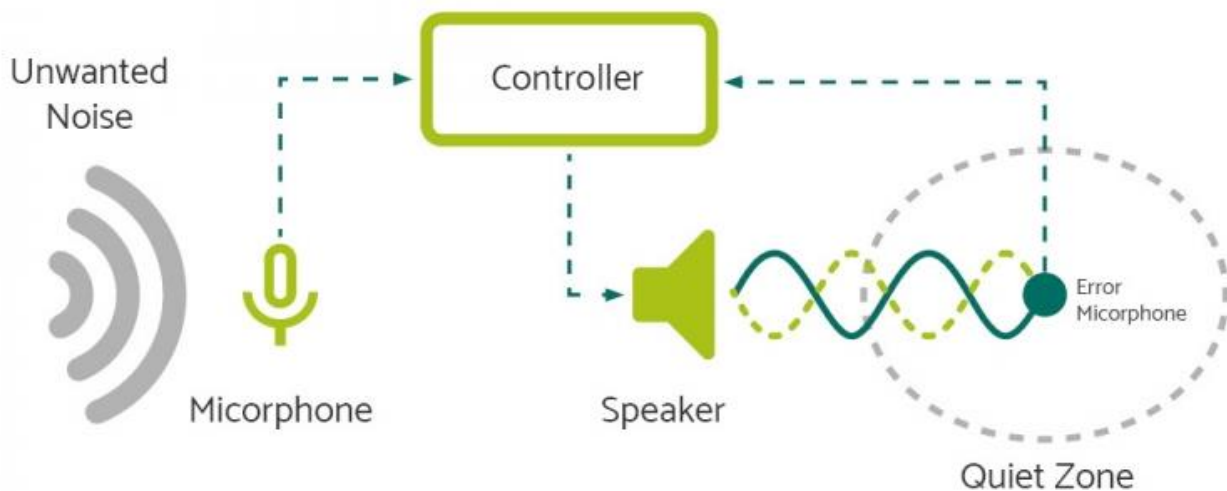 Unwanted
Noise
Controller
Error
Micorphone
Micorphone
Speaker
Quiet Zone